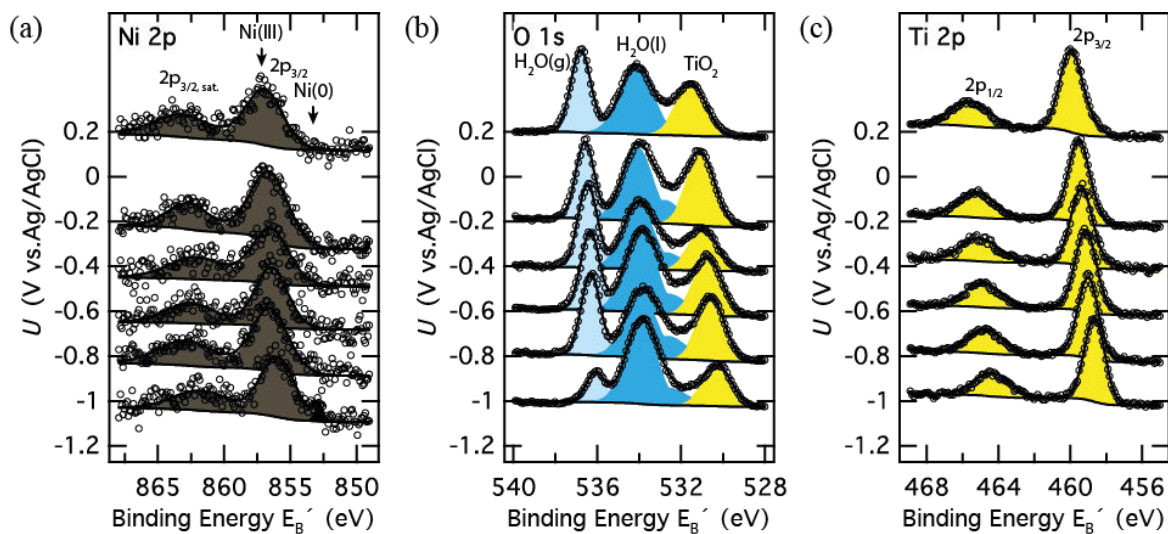 (a)
Ni 2p
Ni(III)
2p3/2
Ni(0)
2p3/2, sat.
U (V vs.Ag/AgCl)
0.2
0
-0.2
-0.4
-0.6
-0.8
-1
-1.2
865 860 855 850
Binding Energy EB´ (eV)
(b)
O 1s
H2O(g)
H2O(l)
TiO2
U (V vs.Ag/AgCl)
0.2
0
-0.2
-0.4
-0.6
-0.8
-1
-1.2
540 536 532 528
Binding Energy EB´ (eV)
(c)
Ti 2p
2p3/2
2p1/2
U (V vs.Ag/AgCl)
0.2
0
-0.2
-0.4
-0.6
-0.8
-1
-1.2
468 464 460 456
Binding Energy EB´ (eV)